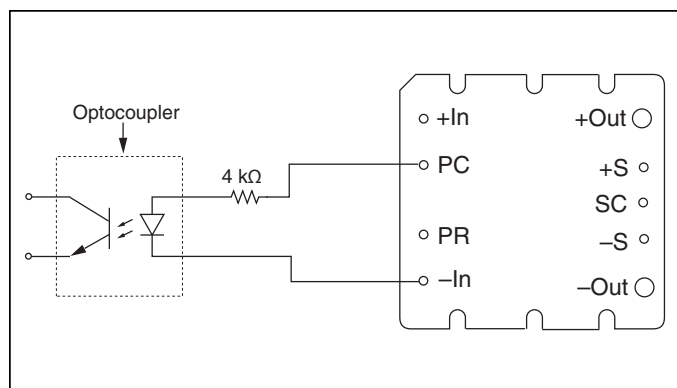 Optocoupler
4 kΩ
+In
PC
PR
–In
+Out
+S
SC
–S
–Out